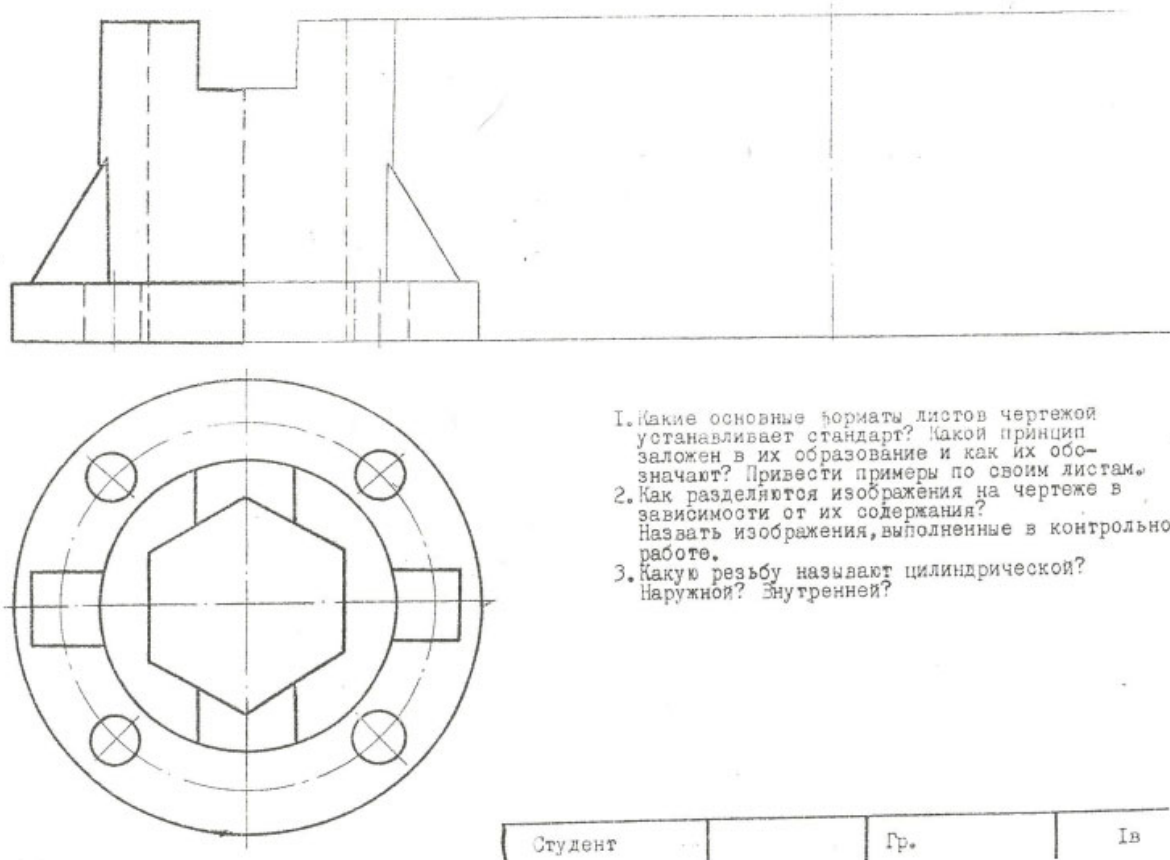 1. Какие основные форматы листов чертежой
устанавливает стандарт? Какой принцип
заложен в их образование и как их обо-
значают? Привести примеры по своим листам.
2. Как разделяются изображения на чертеже в
зависимости от их содержания?
Назвать изображения, выполненные в контрольно
работе.
3. Какую резьбу называют цилиндрической?
Наружной? Внутренней?
Студент
Гр.
Iв